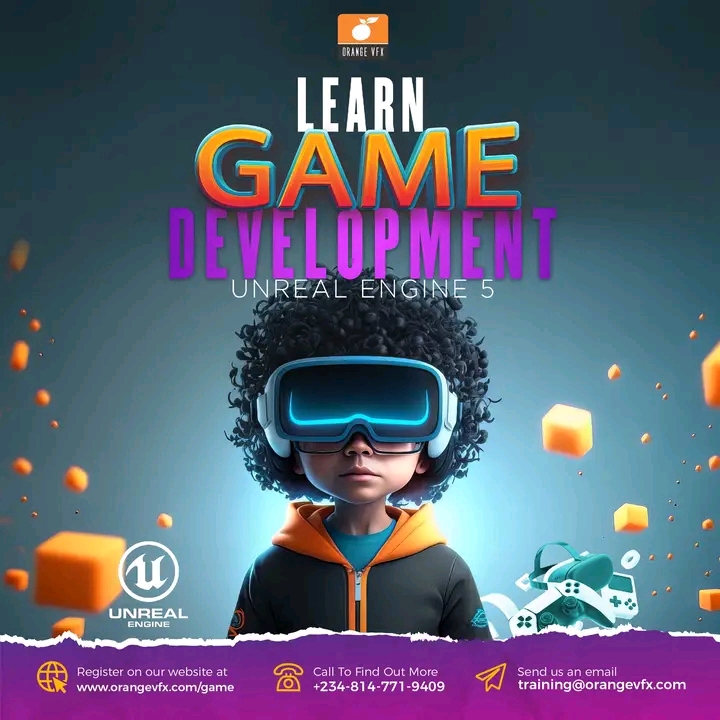 ORANGE VFX
LEARN
GAME
DEVELOPMENT
UNREAL ENGINE 5
UNREAL
ENGINE
Register on our website at
www.orangevfx.com/game
Call To Find Out More
+234-814-771-9409
Send us an email
training@orangevfx.com